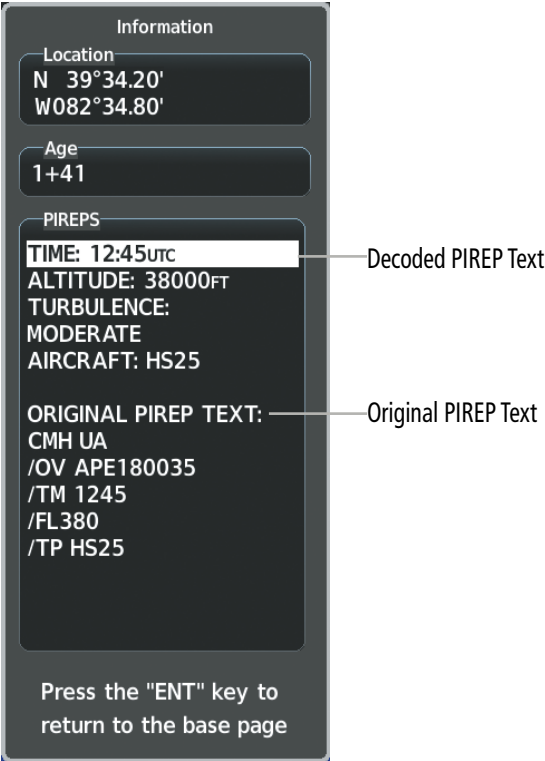 Information
Location
N 39°34.20'
W082°34.80'
Age
1+41
PIREPS
TIME: 12:45UTC
Decoded PIREP Text
ALTITUDE: 38000FT
TURBULENCE:
MODERATE
AIRCRAFT: HS25
ORIGINAL PIREP TEXT:
Original PIREP Text
CMH UA
/OV APE180035
/TM 1245
/FL380
/TP HS25
Press the "ENT" key to
return to the base page